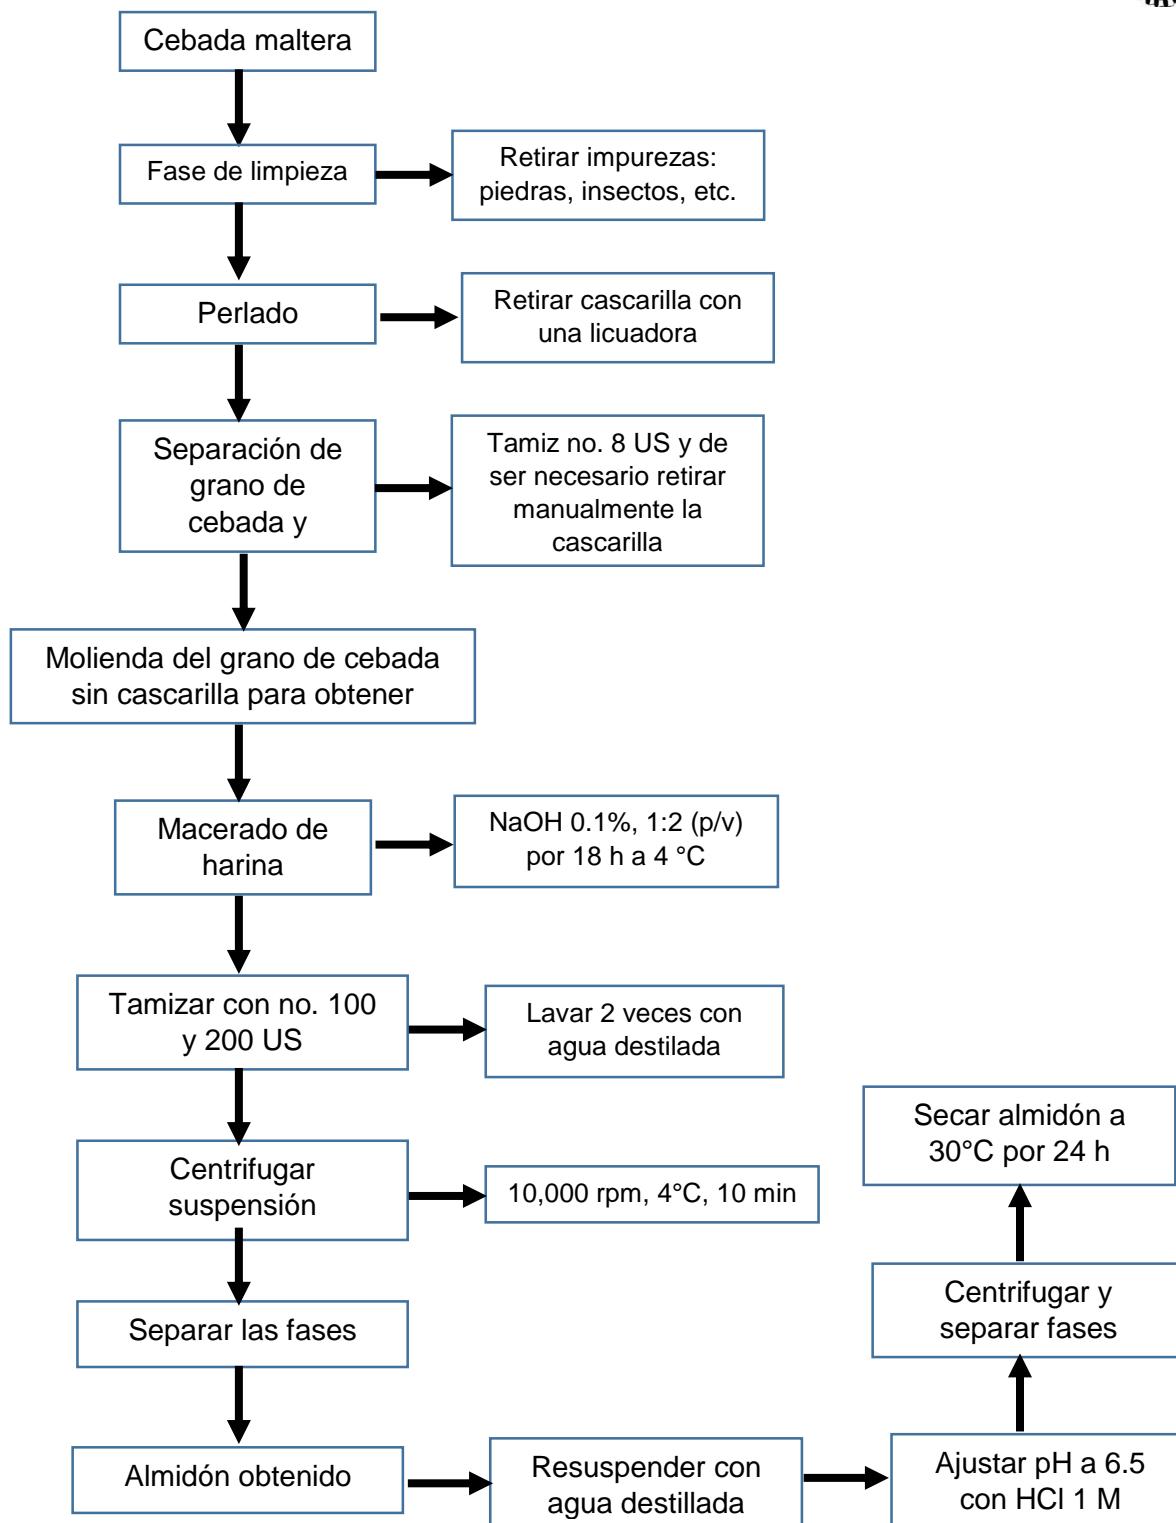 Cebada maltera
Fase de limpieza
Retirar impurezas:
piedras, insectos, etc.
Perlado
Retirar cascarilla con
una licuadora
Separación de
grano de
cebada y
Tamiz no. 8 US y de
ser necesario retirar
manualmente la
cascarilla
Molienda del grano de cebada
sin cascarilla para obtener
Macerado de
harina
NaOH 0.1%, 1:2 (p/v)
por 18 h a 4 °C
Tamizar con no. 100
y 200 US
Lavar 2 veces con
agua destilada
Centrifugar
suspensión
10,000 rpm, 4°C, 10 min
Separar las fases
Almidón obtenido
Resuspender con
agua destillada
Ajustar pH a 6.5
con HCl 1 M
Centrifugar y
separar fases
Secar almidón a
30°C por 24 h